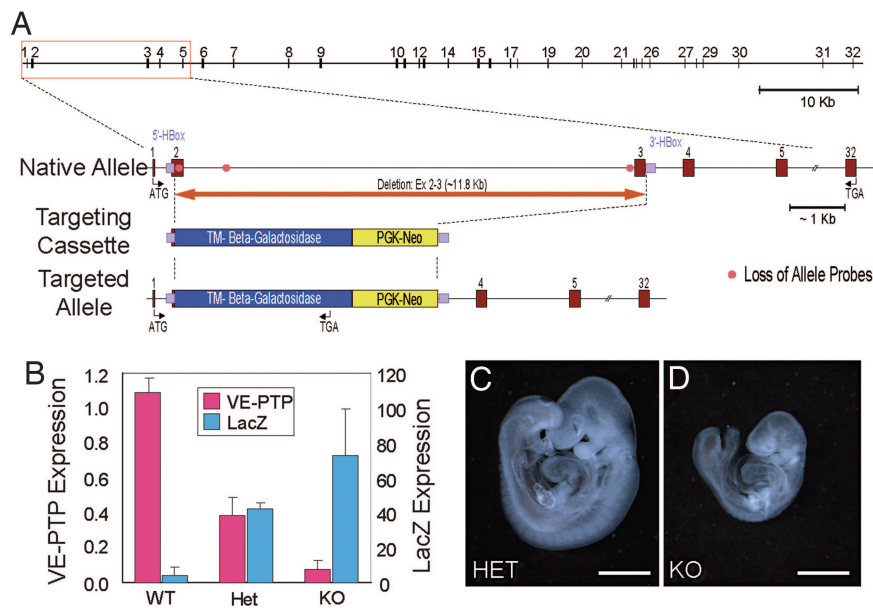 A
1 2 3 4 5 6 7 8 9 10 11 12 14 15 16 17 19 20 21 26 27 28 29 30 31 32
10 Kb
5'-HBox
3'-HBox
1 2 3 4 5 32
Native Allele
ATG
Deletion: Ex 2-3 (~11.8 Kb)
TGA
~ 1 Kb
Targeting
Cassette
TM- Beta-Galactosidase PGK-Neo
Targeted
Allele
1 4 5 32
TM- Beta-Galactosidase PGK-Neo
ATG TGA
Loss of Allele Probes
B
VE-PTP Expression
1.2
1.0
0.8
0.6
0.4
0.2
0.0
VE-PTP
LacZ
120
100
80
60
40
20
0
LacZ Expression
WT Het KO
C
HET
D
KO